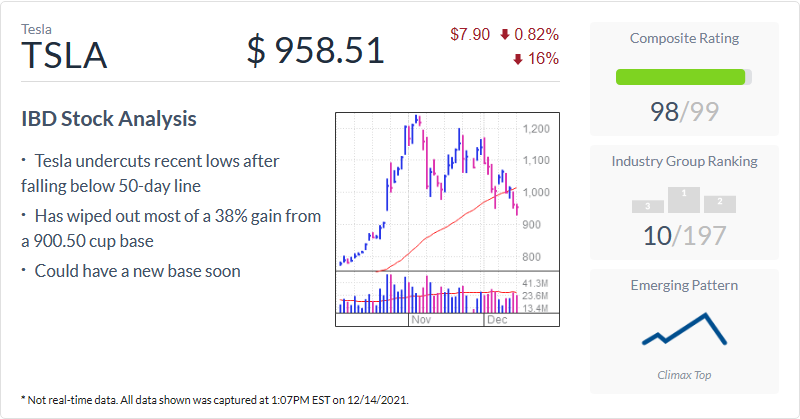 Tesla
TSLA
$ 958.51
$7.90 0.82%
16%
IBD Stock Analysis
· Tesla undercuts recent lows after
falling below 50-day line
· Has wiped out most of a 38% gain from
a 900.50 cup base
· Could have a new base soon
1,200
1,100
1,000
900
800
41.3M
23.6M
13.4M
Nov Dec
Composite Rating
98/99
Industry Group Ranking
3 1 2
10/197
Emerging Pattern
Climax Top
* Not real-time data. All data shown was captured at 1:07PM EST on 12/14/2021.